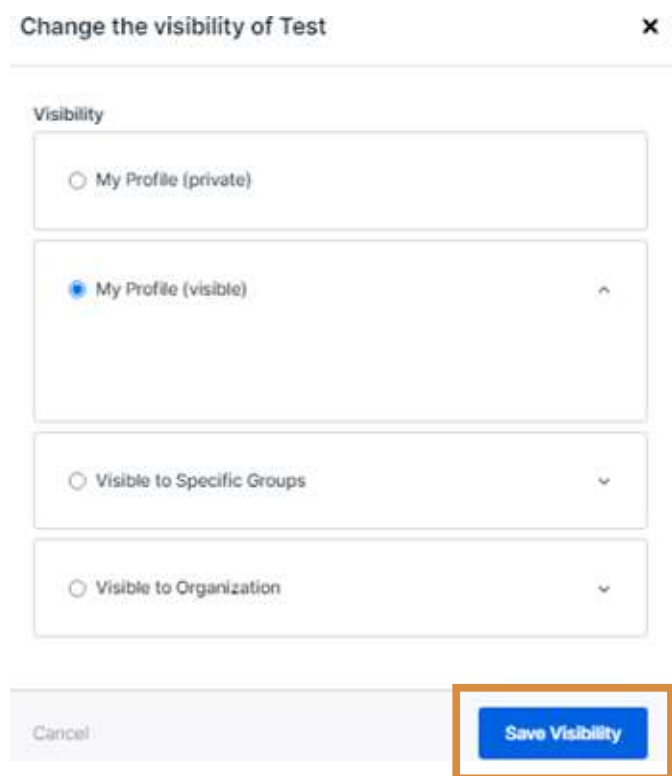 Change the visibility of Test
Visibility
My Profile (private)
My Profile (visible)
Visible to Specific Groups
Visible to Organization
Cancel
Save Visibility